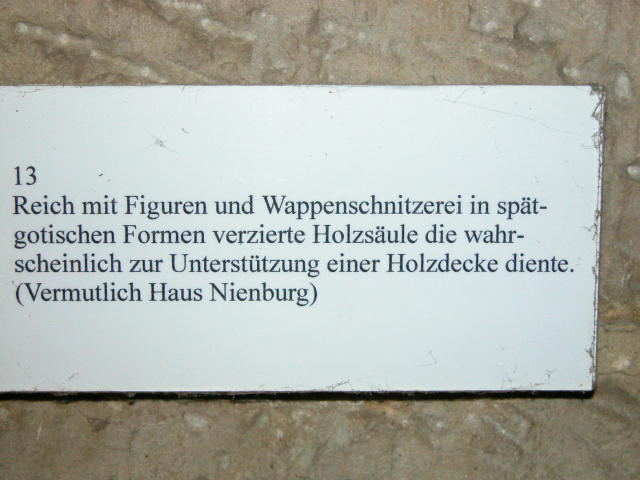 13
Reich mit Figuren und Wappenschnitzerei in spät-
gotischen Formen verzierte Holzsäule die wahr-
scheinlich zur Unterstützung einer Holzdecke diente.
(Vermutlich Haus Nienburg)